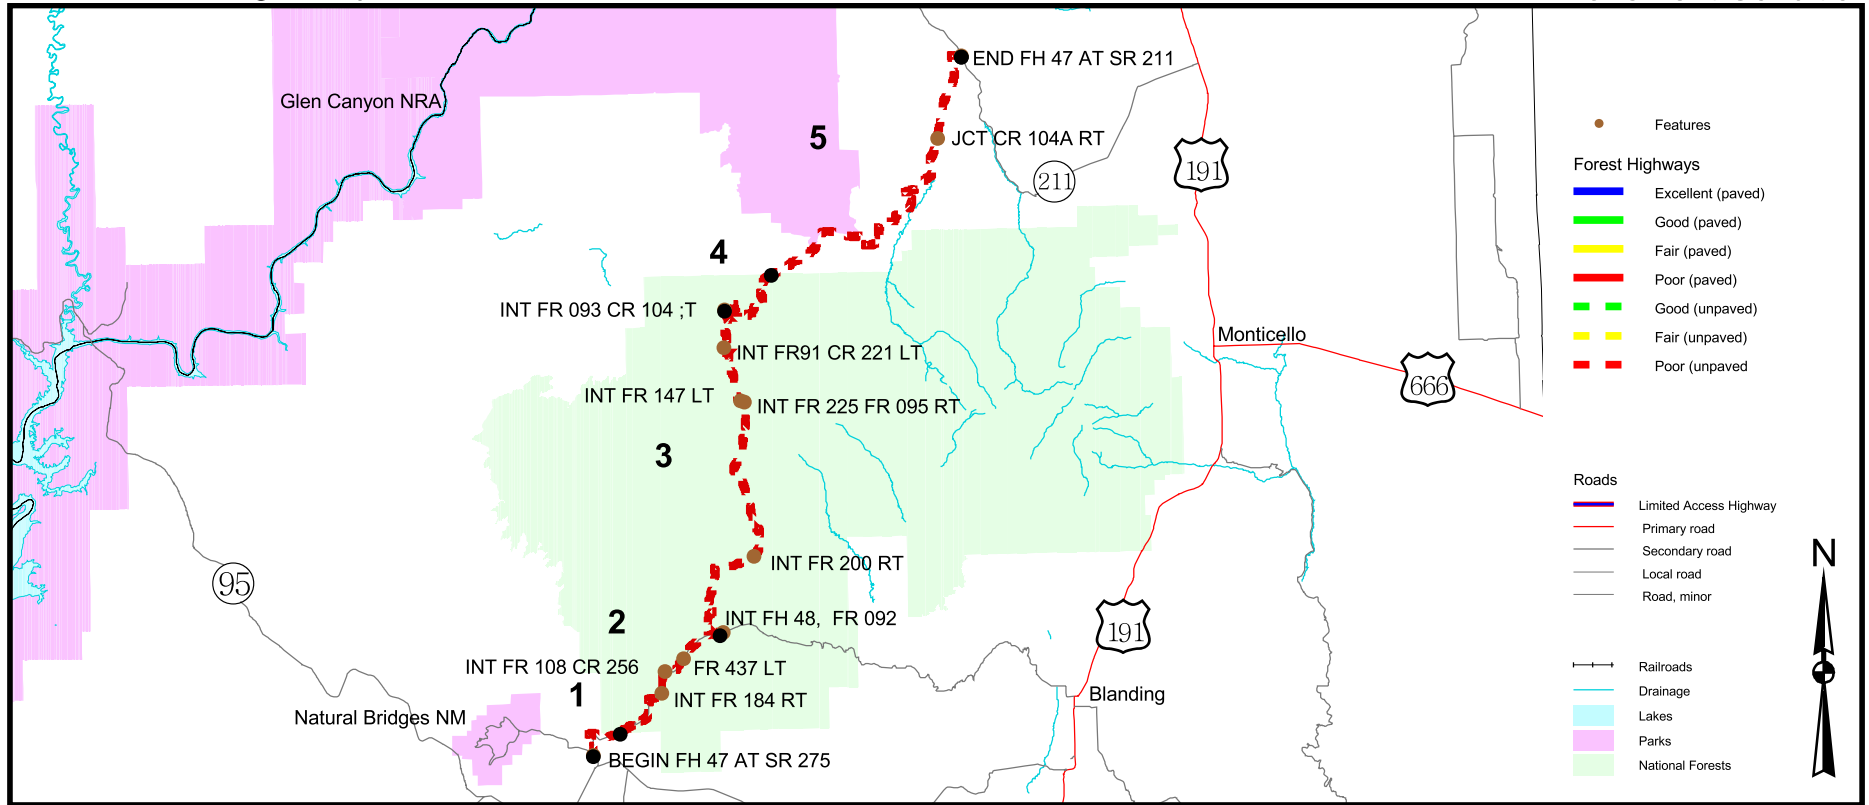 END FH 47 AT SR 211
Glen Canyon NRA
5
JCT CR 104A RT
191
211
4
INT FR 093 CR 104 ;T
Monticello
INT FR91 CR 221 LT
666
INT FR 147 LT
INT FR 225 FR 095 RT
3
INT FR 200 RT
95
2
INT FH 48, FR 092
191
INT FR 108 CR 256
FR 437 LT
1
INT FR 184 RT
Blanding
Natural Bridges NM
BEGIN FH 47 AT SR 275
Features
Forest Highways
Excellent (paved)
Good (paved)
Fair (paved)
Poor (paved)
Good (unpaved)
Fair (unpaved)
Poor (unpaved
Roads
Limited Access Highway
Primary road
Secondary road
Local road
Road, minor
N
Railroads
Drainage
Lakes
Parks
National Forests